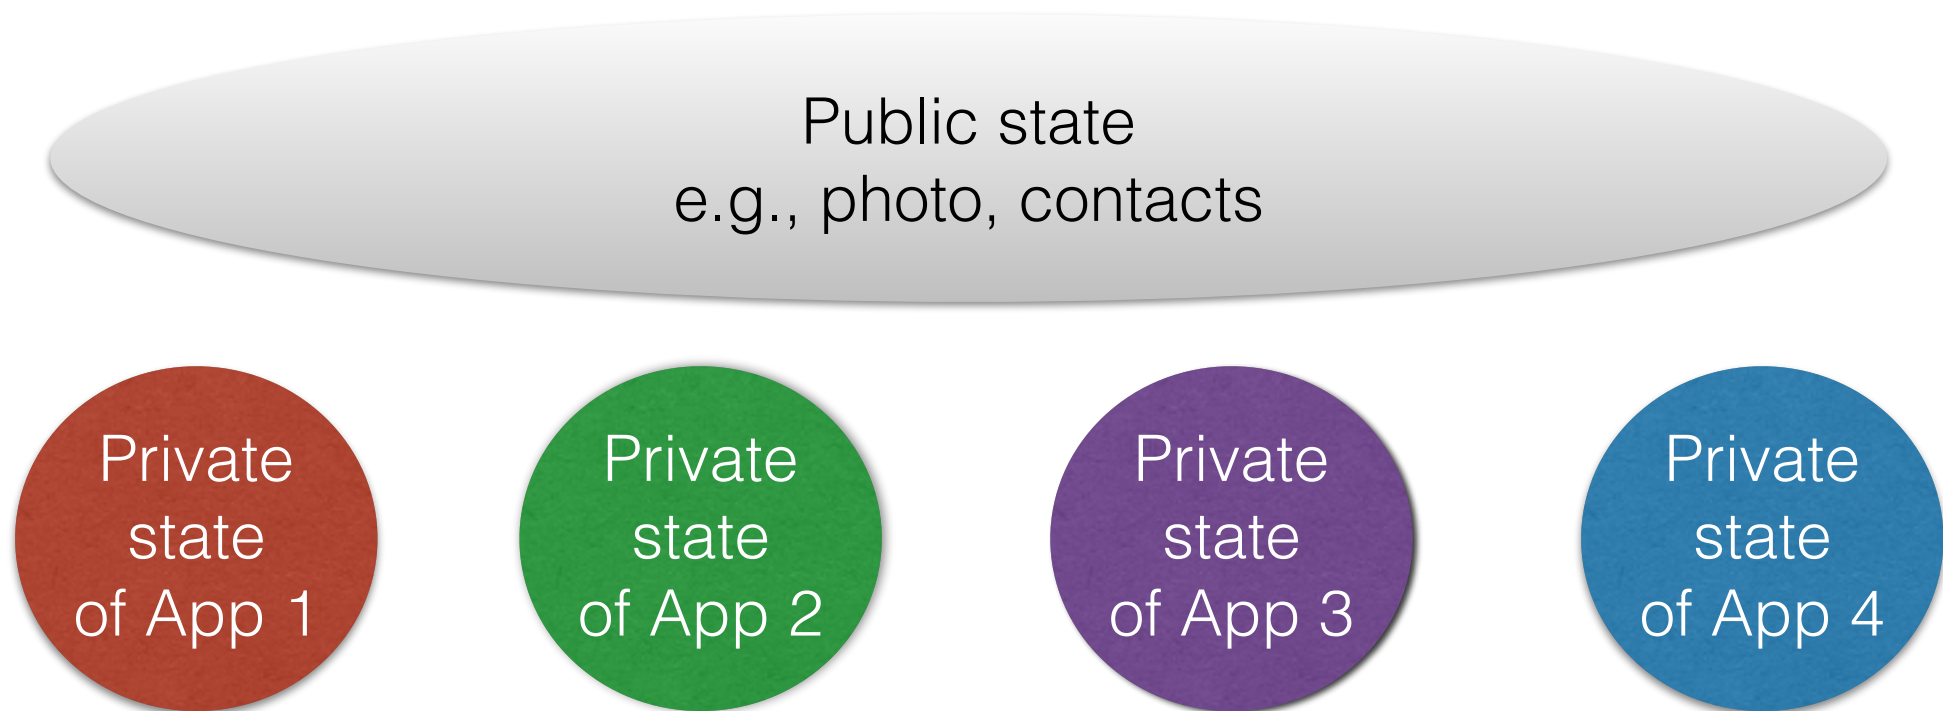 Public state
e.g., photo, contacts
Private
state
of App 1
Private
state
of App 2
Private
state
of App 3
Private
state
of App 4